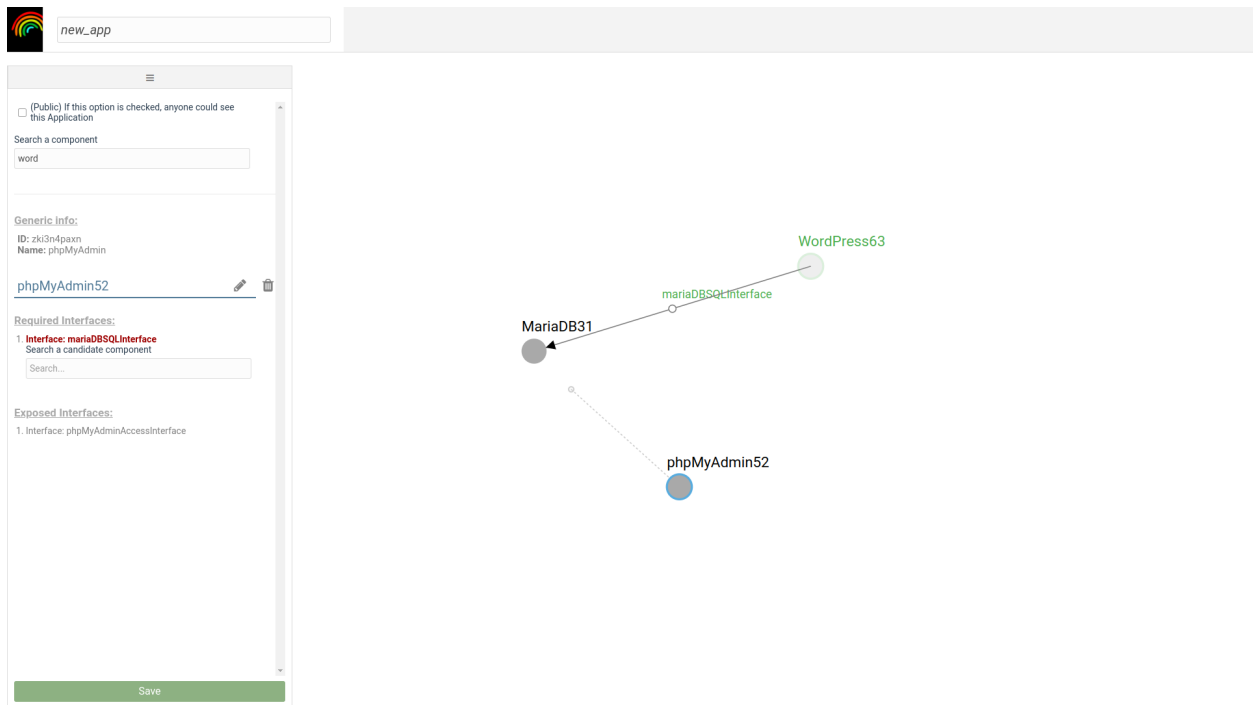 new_app
(Public) If this option is checked, anyone could see
this Application
Search a component
word
Generic info:
ID: zki3n4paxn
Name: phpMyAdmin
phpMyAdmin52
Required Interfaces:
1. Interface: mariaDBSQLInterface
Search a candidate component
Search...
Exposed Interfaces:
1. Interface: phpMyAdminAccessInterface
Save
WordPress63
mariaDBSQLInterface
MariaDB31
phpMyAdmin52